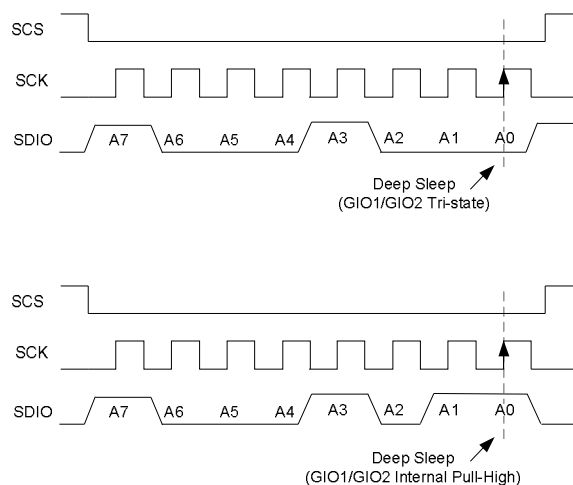 SCS
SCK
SDIO A7 A6 A5 A4 A3 A2 A1 A0
Deep Sleep
(GIO1/GIO2 Tri-state)
SCS
SCK
SDIO A7 A6 A5 A4 A3 A2 A1 A0
Deep Sleep
(GIO1/GIO2 Internal Pull-High)